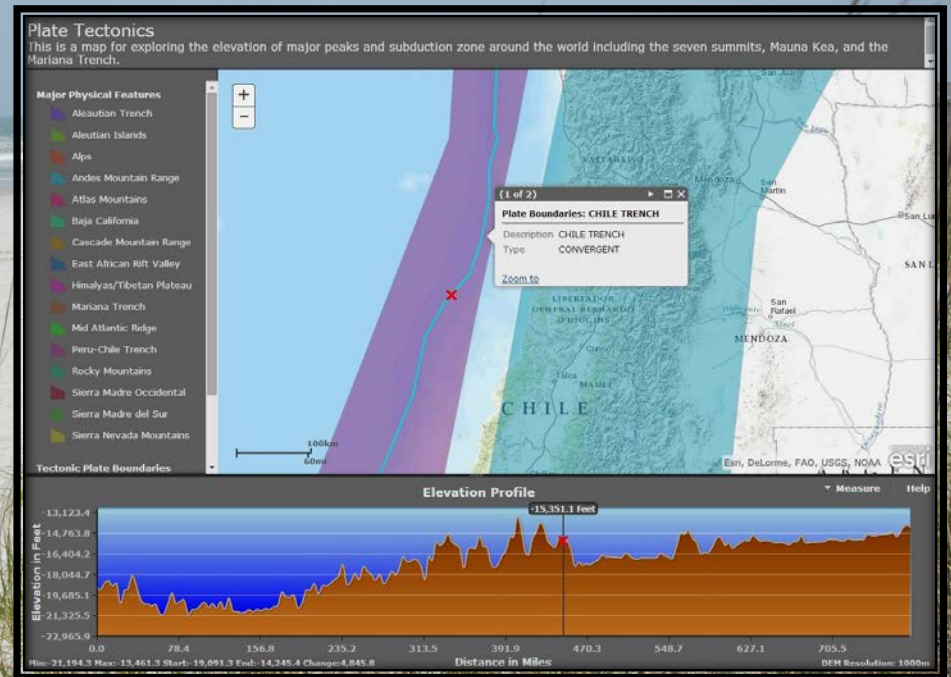 Plate Tectonics
This is a map for exploring the elevation of major peaks and subduction zone around the world including the seven summits, Mauna Kea, and the
Mariana Trench.
Major Physical Features
Aleautian Trench
Aleutian Islands
Alps
Andes Mountain Range
Atlas Mountains
Baja California
Cascade Mountain Range
East African Rift Valley
Himalyas/Tibetan Plateau
Mariana Trench
Mid Atlantic Ridge
Peru-Chile Trench
Rocky Mountains
Sierra Madre Occidental
Sierra Madre del Sur
Sierra Nevada Mountains
Tectonic Plate Boundaries
+
−
San Juan
VALPARAISO
Mendoza
San
Martin
San Lu
SAN L
(1 of 2)
Plate Boundaries: CHILE TRENCH
Description CHILE TRENCH
Type CONVERGENT
Zoom to
LIBERTADOR
GENERAL BERNARDO
O'HIGGINS
San
Rafael
MENDOZA
Curico
Talca
MAULE
CHILE
100km
60mi
Esri, DeLorme, FAO, USGS, NOAA
esri
Elevation Profile
Measure
Help
-15,351.1 Feet
Elevation in Feet
-13,123.4
-14,763.8
-16,404.2
-18,044.7
-19,685.1
-21,325.5
-22,965.9
0.0 78.4 156.8 235.2 313.5 391.9 470.3 548.7 627.1 705.5
Min:-21,194.3 Max:-13,461.3 Start:-19,091.3 End:-14,245.4 Change:4,845.8
Distance in Miles
DEM Resolution: 1000m